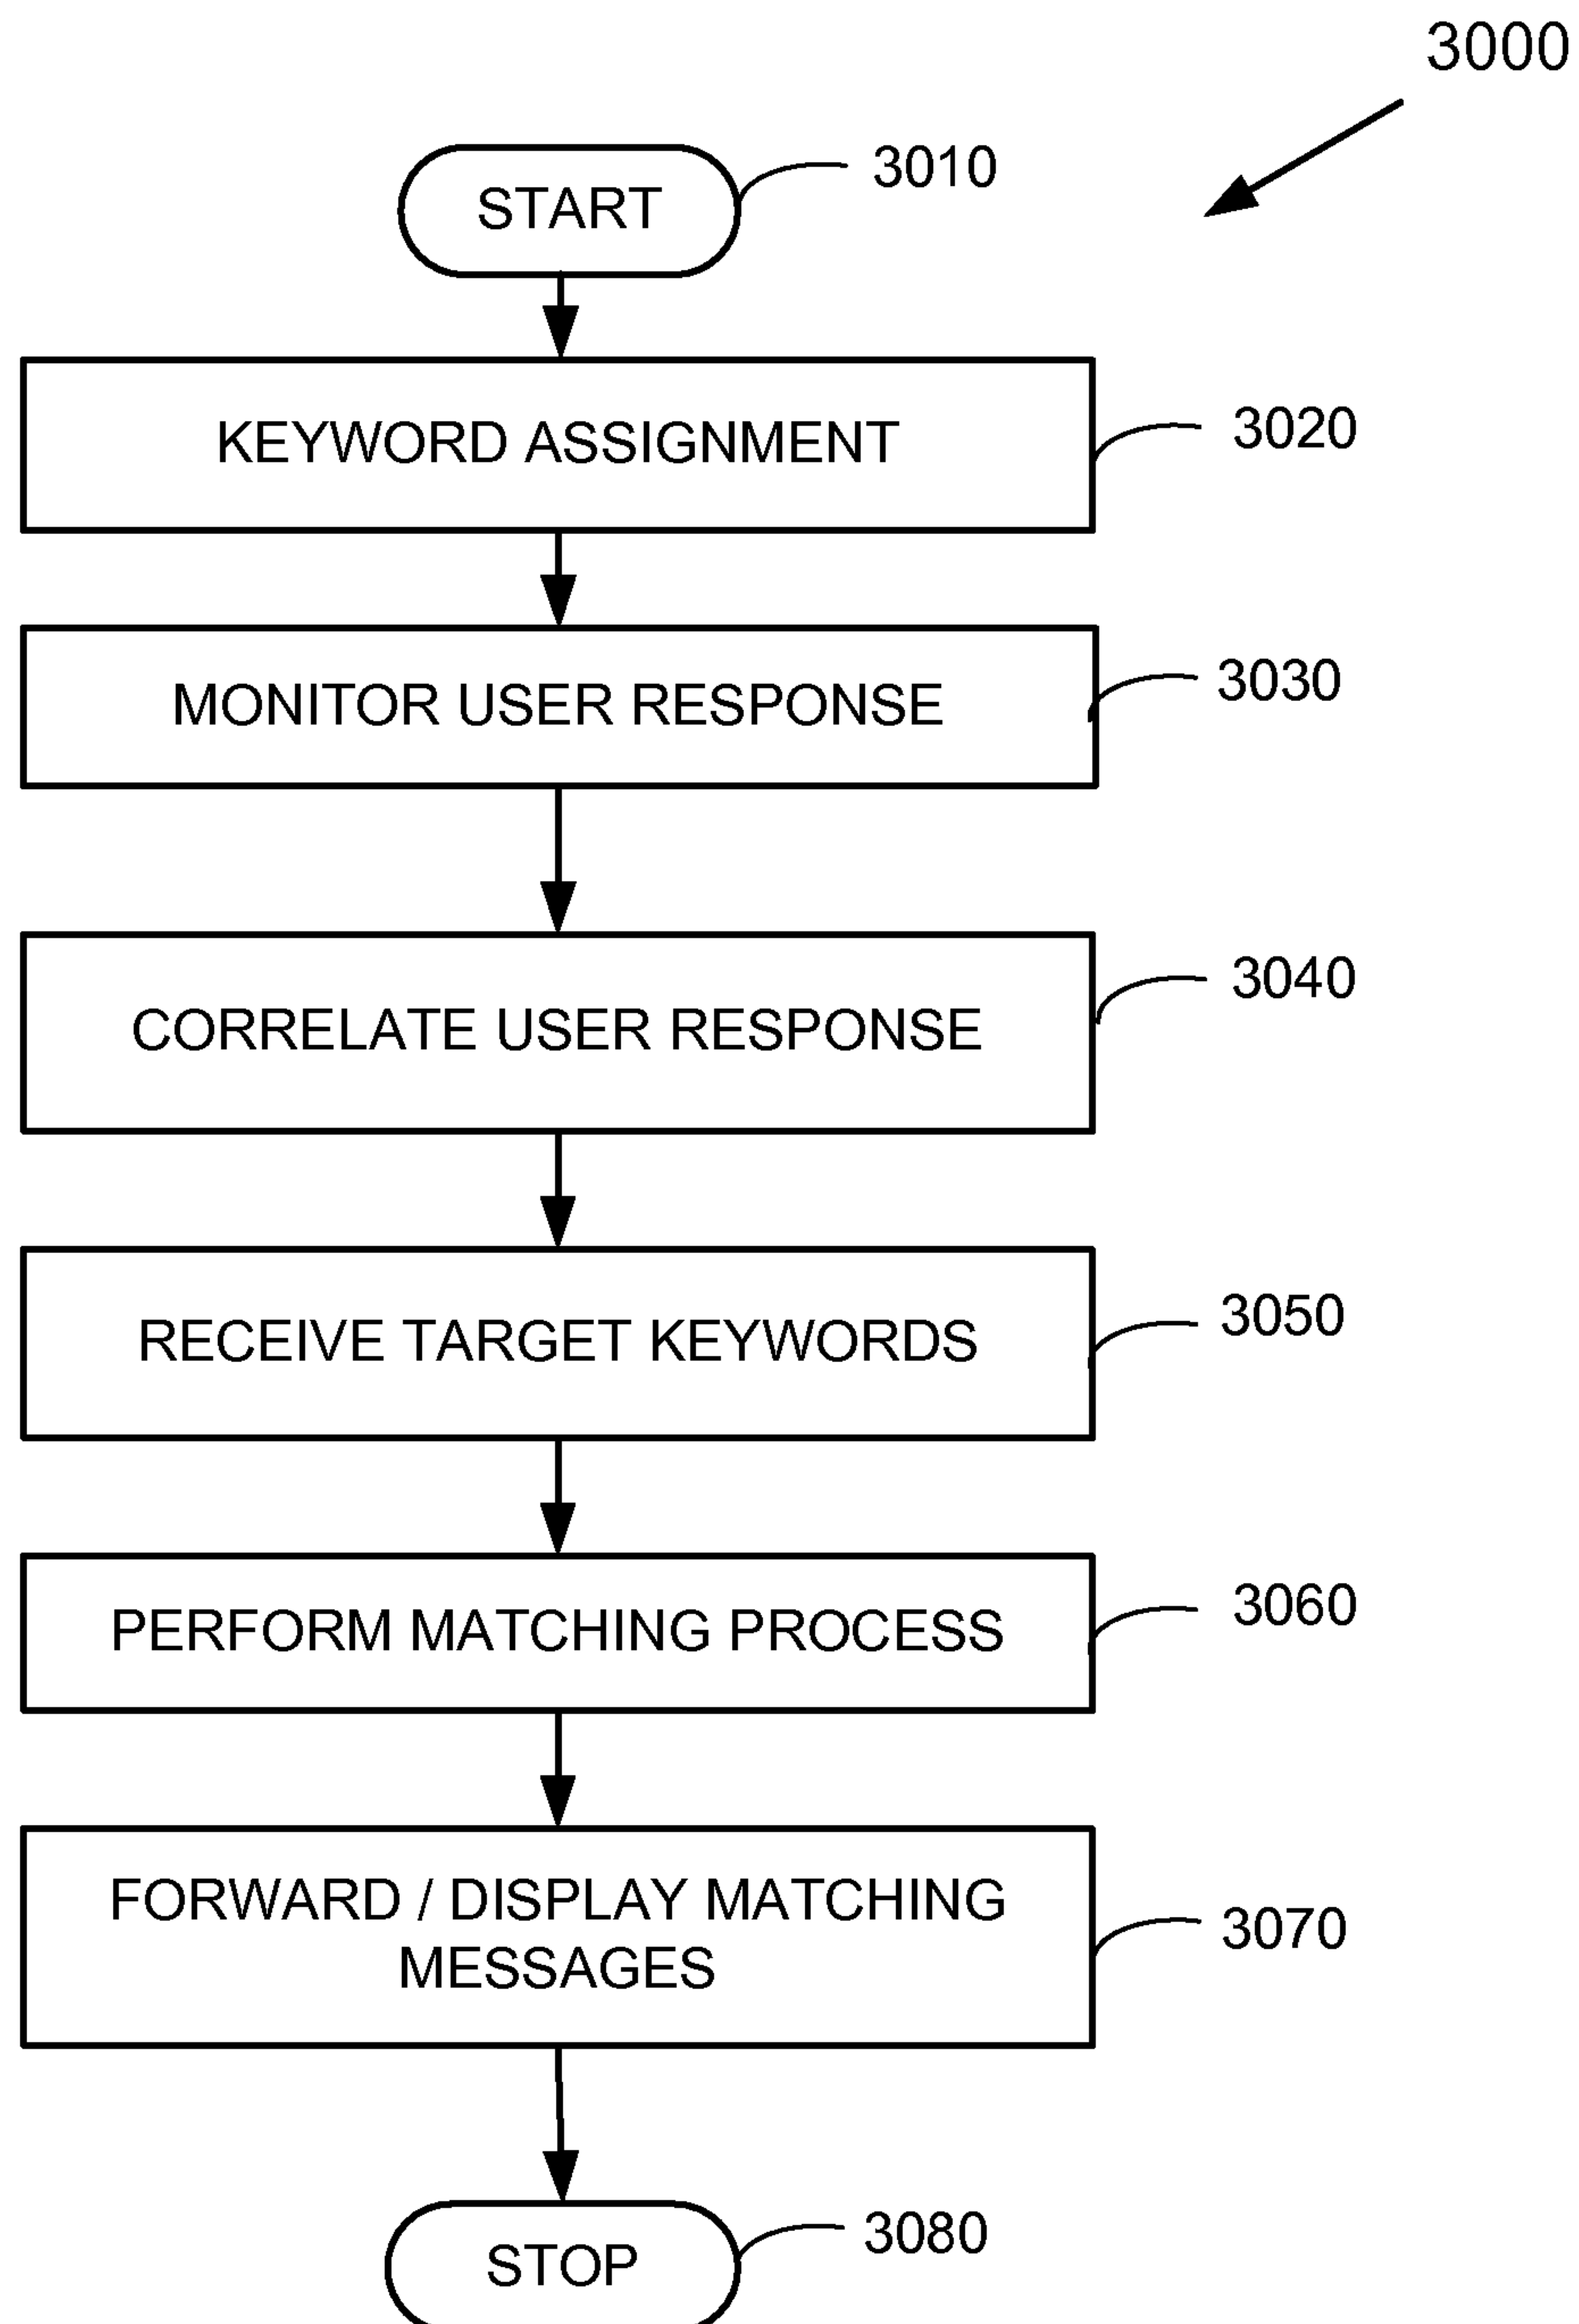 3000
START
3010
KEYWORD ASSIGNMENT
3020
MONITOR USER RESPONSE
3030
CORRELATE USER RESPONSE
3040
RECEIVE TARGET KEYWORDS
3050
PERFORM MATCHING PROCESS
3060
FORWARD / DISPLAY MATCHING
MESSAGES
3070
STOP
3080